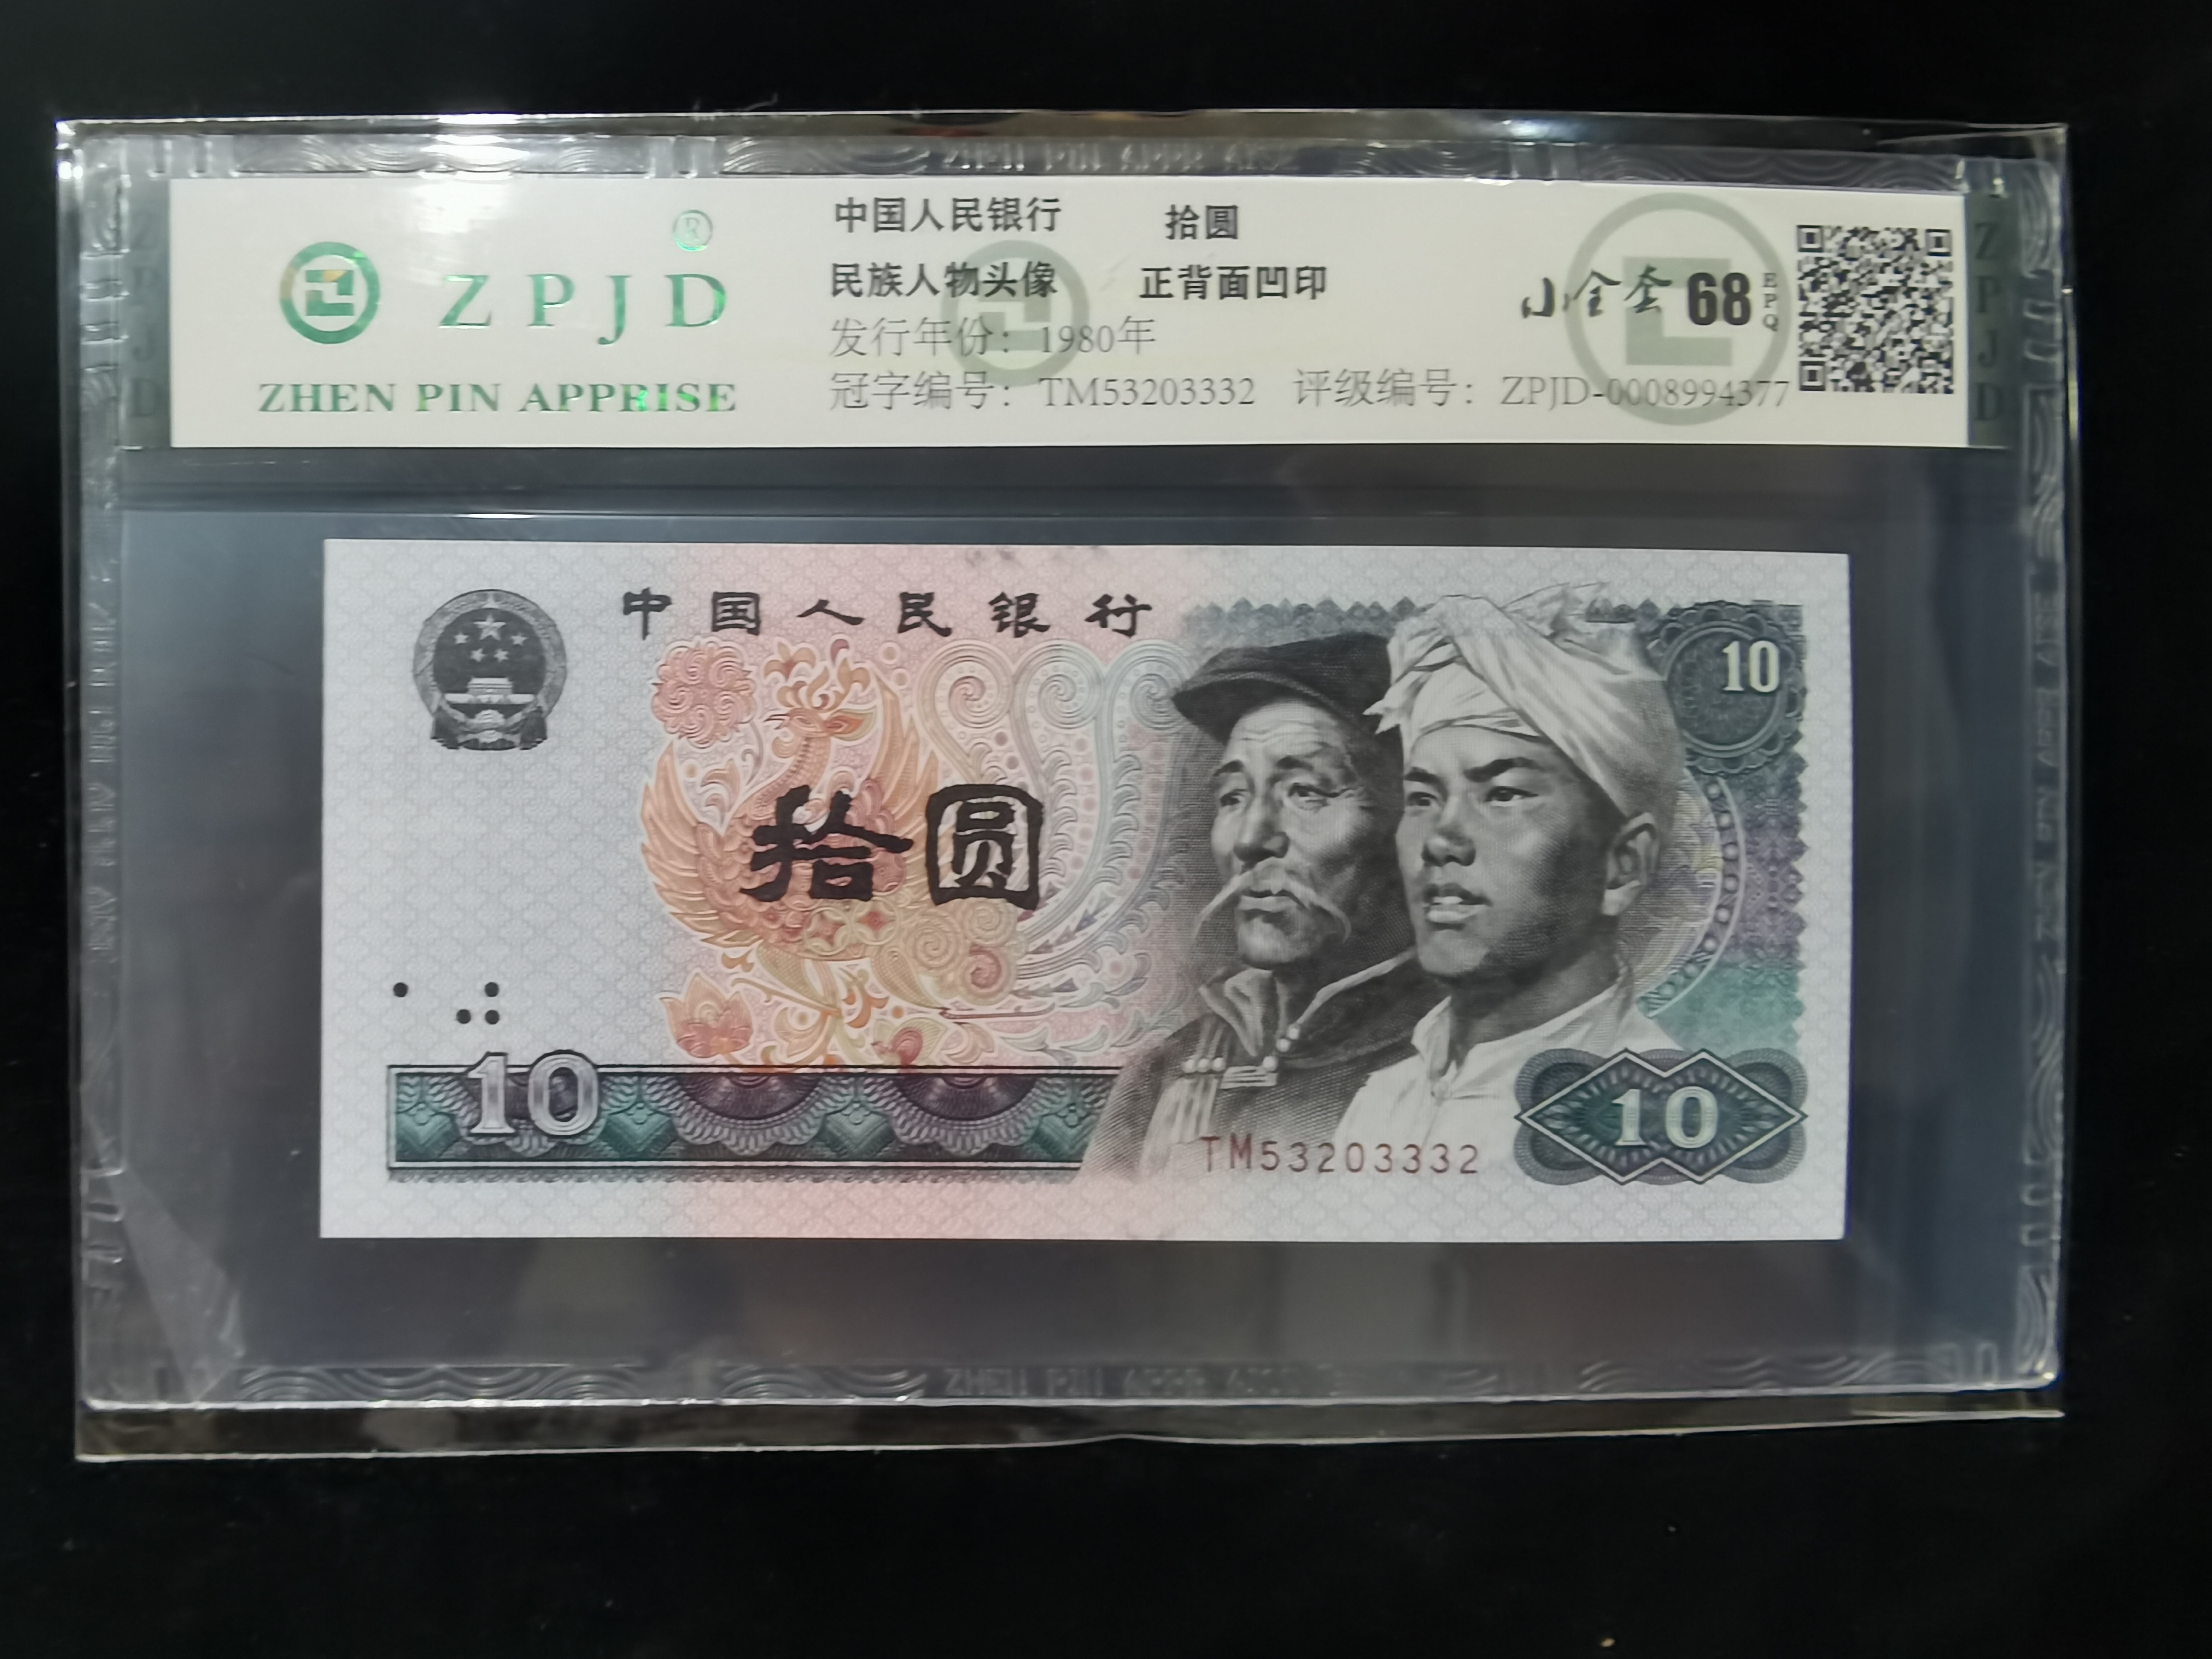 中国人民银行 拾圆
® ZPJD
民族人物头像 正背面凹印
小全套 68 EPQ
发行年份：1980年
ZHEN PIN APPRISE
冠字编号：TM53203332 评级编号：ZPJD-0008994377
ZPJD
ZPJD
中国人民银行
10
拾圆
10
10
TM53203332